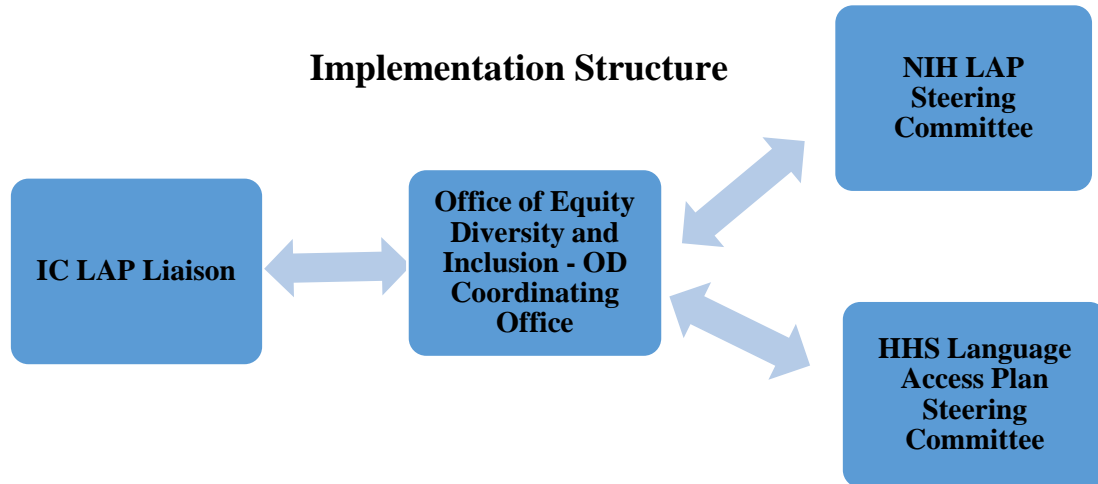 Implementation Structure
NIH LAP
Steering
Committee
IC LAP Liaison
Office of Equity
Diversity and
Inclusion - OD
Coordinating
Office
HHS Language
Access Plan
Steering
Committee